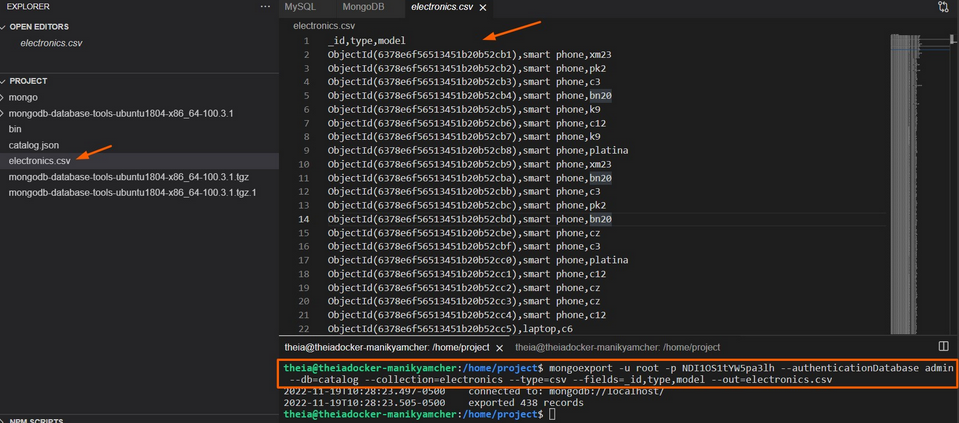 EXPLORER
OPEN EDITORS
electronics.csv
PROJECT
mongo
mongodb-database-tools-ubuntu1804-x86_64-100.3.1
bin
catalog.json
electronics.csv
mongodb-database-tools-ubuntu1804-x86_64-100.3.1.tgz
mongodb-database-tools-ubuntu1804-x86_64-100.3.1.tgz.1
NPM SCRIPTS
MySQL MongoDB electronics.csv
electronics.csv
1 _id,type,model
2 ObjectId(6378e6f56513451b20b52cb1),smart phone,xm23
3 ObjectId(6378e6f56513451b20b52cb2),smart phone,pk2
4 ObjectId(6378e6f56513451b20b52cb3),smart phone,c3
5 ObjectId(6378e6f56513451b20b52cb4),smart phone,bn20
6 ObjectId(6378e6f56513451b20b52cb5),smart phone,k9
7 ObjectId(6378e6f56513451b20b52cb6),smart phone,c12
8 ObjectId(6378e6f56513451b20b52cb7),smart phone,k9
9 ObjectId(6378e6f56513451b20b52cb8),smart phone,platina
10 ObjectId(6378e6f56513451b20b52cb9),smart phone,xm23
11 ObjectId(6378e6f56513451b20b52cba),smart phone,bn20
12 ObjectId(6378e6f56513451b20b52cbb),smart phone,c3
13 ObjectId(6378e6f56513451b20b52cbc),smart phone,pk2
14 ObjectId(6378e6f56513451b20b52cbd),smart phone,bn20
15 ObjectId(6378e6f56513451b20b52cbe),smart phone,cz
16 ObjectId(6378e6f56513451b20b52cbf),smart phone,c3
17 ObjectId(6378e6f56513451b20b52cc0),smart phone,platina
18 ObjectId(6378e6f56513451b20b52cc1),smart phone,c12
19 ObjectId(6378e6f56513451b20b52cc2),smart phone,cz
20 ObjectId(6378e6f56513451b20b52cc3),smart phone,cz
21 ObjectId(6378e6f56513451b20b52cc4),smart phone,c12
22 ObjectId(6378e6f56513451b20b52cc5),laptop,c6
theia@theiadocker-manikyamcher: /home/project theia@theiadocker-manikyamcher: /home/project
theia@theiadocker-manikyamcher:/home/project$ mongoexport -u root -p NDI1OS1tYW5pa3lh --authenticationDatabase admin
--db=catalog --collection=electronics --type=csv --fields=_id,type,model --out=electronics.csv
2022-11-19T10:28:23.497-0500 connected to: mongodb://localhost/
2022-11-19T10:28:23.505-0500 exported 438 records
theia@theiadocker-manikyamcher:/home/project$